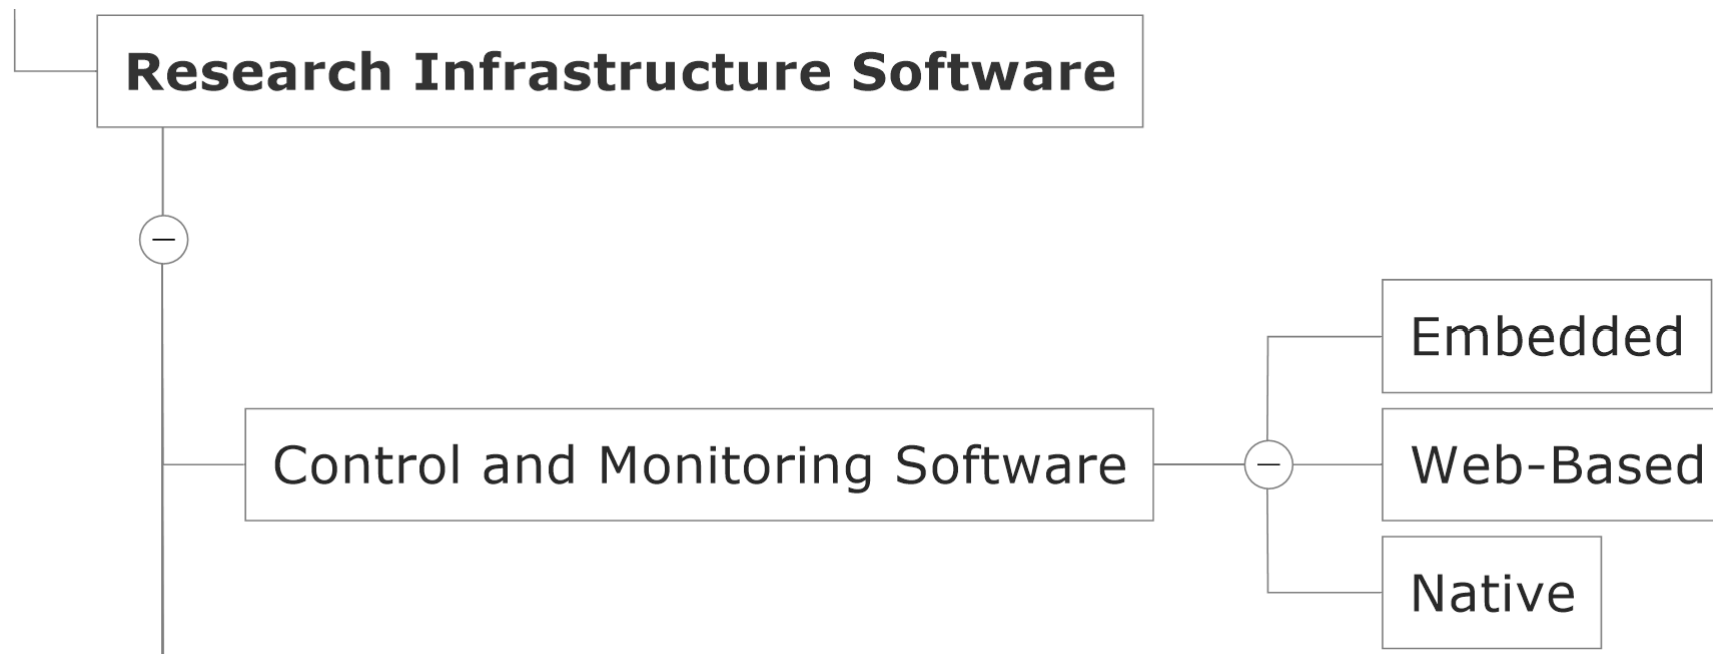 Research Infrastructure Software
Embedded
Control and Monitoring Software
Web-Based
Native